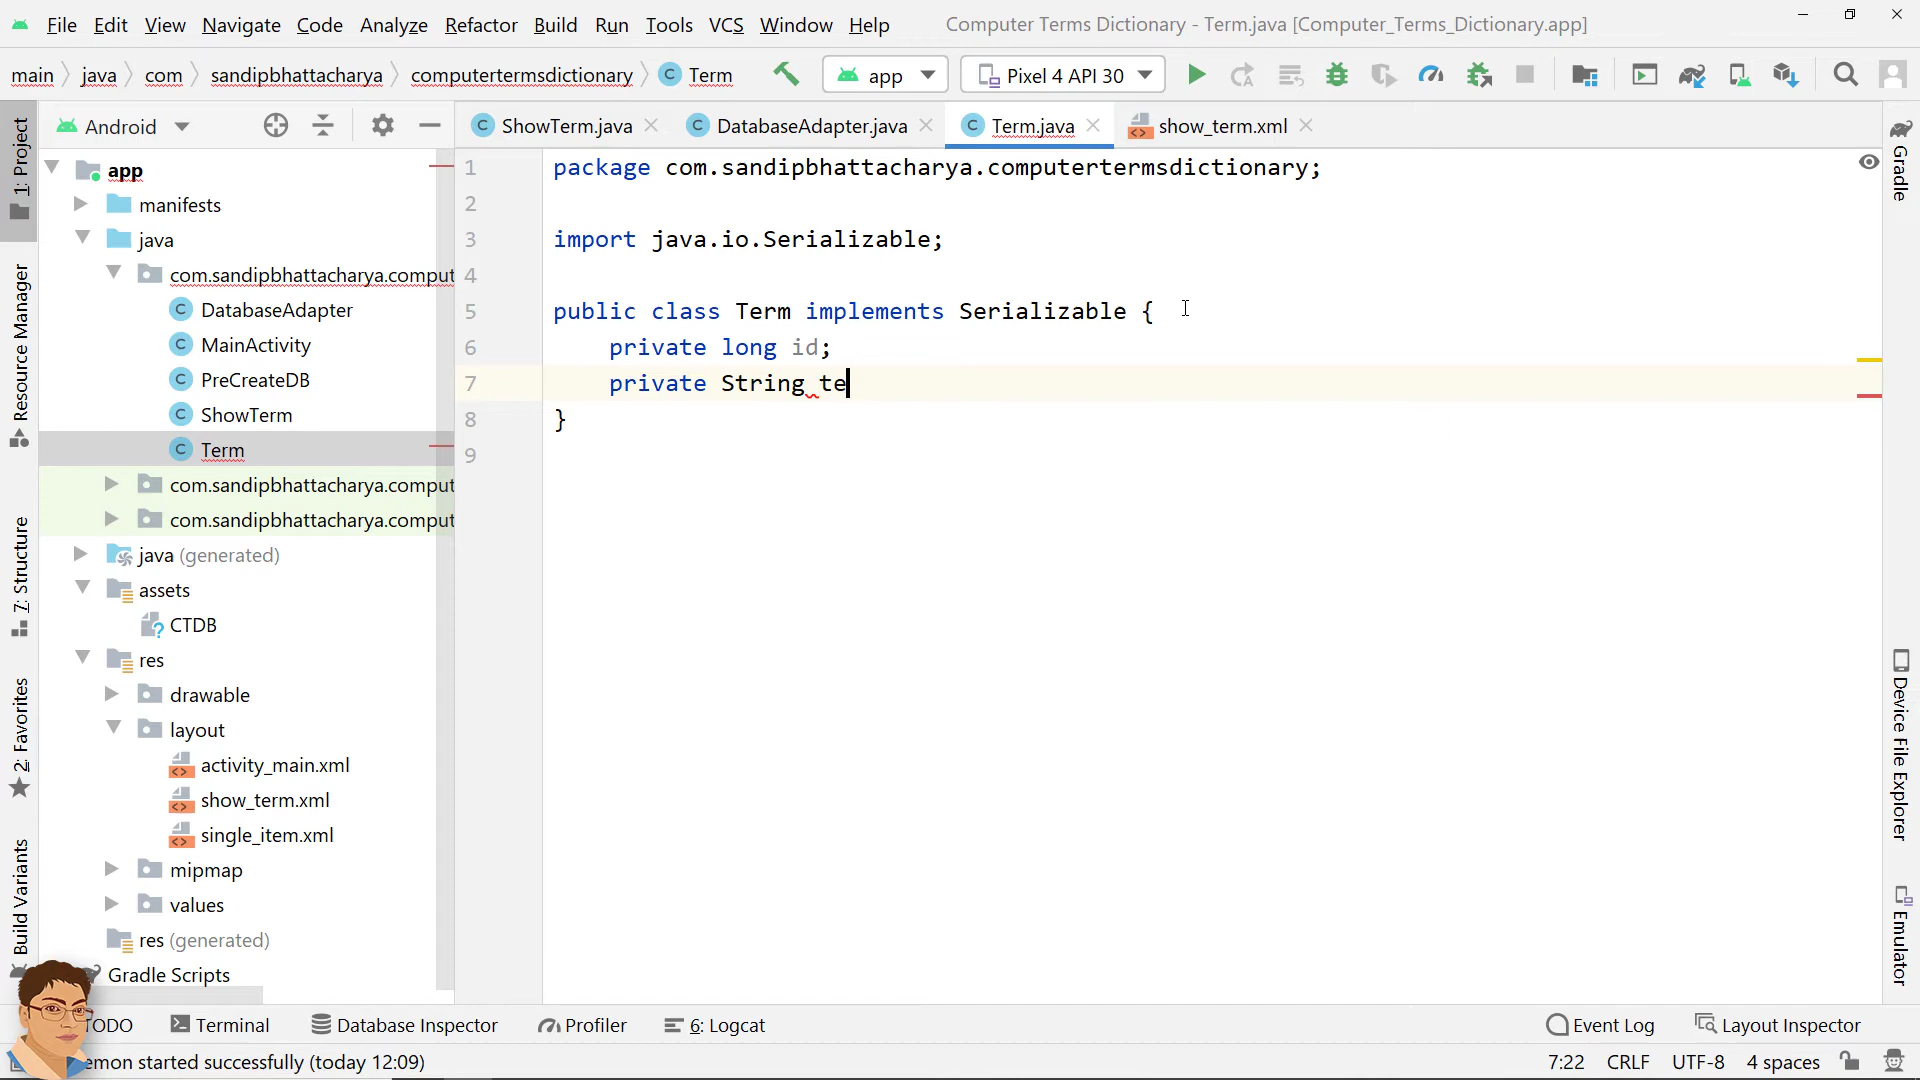 File Edit View Navigate Code Analyze Refactor Build Run Tools VCS Window Help Computer Terms Dictionary - Term.java [Computer_Terms_Dictionary.app]
main java com sandipbhattacharya computertermsdictionary C Term app Pixel 4 API 30
Android
ShowTerm.java DatabaseAdapter.java Term.java show_term.xml
1: Project
Resource Manager
7: Structure
2: Favorites
Build Variants
app
manifests
java
com.sandipbhattacharya.comput
C DatabaseAdapter
C MainActivity
C PreCreateDB
C ShowTerm
C Term
com.sandipbhattacharya.comput
com.sandipbhattacharya.comput
java (generated)
assets
CTDB
res
drawable
layout
activity_main.xml
show_term.xml
single_item.xml
mipmap
values
res (generated)
Gradle Scripts
1 package com.sandipbhattacharya.computertermsdictionary;
2
3 import java.io.Serializable;
4
5 public class Term implements Serializable {
6 private long id;
7 private String te
8 }
9
Gradle
Device File Explorer
Emulator
TODO Terminal Database Inspector Profiler 6: Logcat Event Log Layout Inspector
emon started successfully (today 12:09) 7:22 CRLF UTF-8 4 spaces